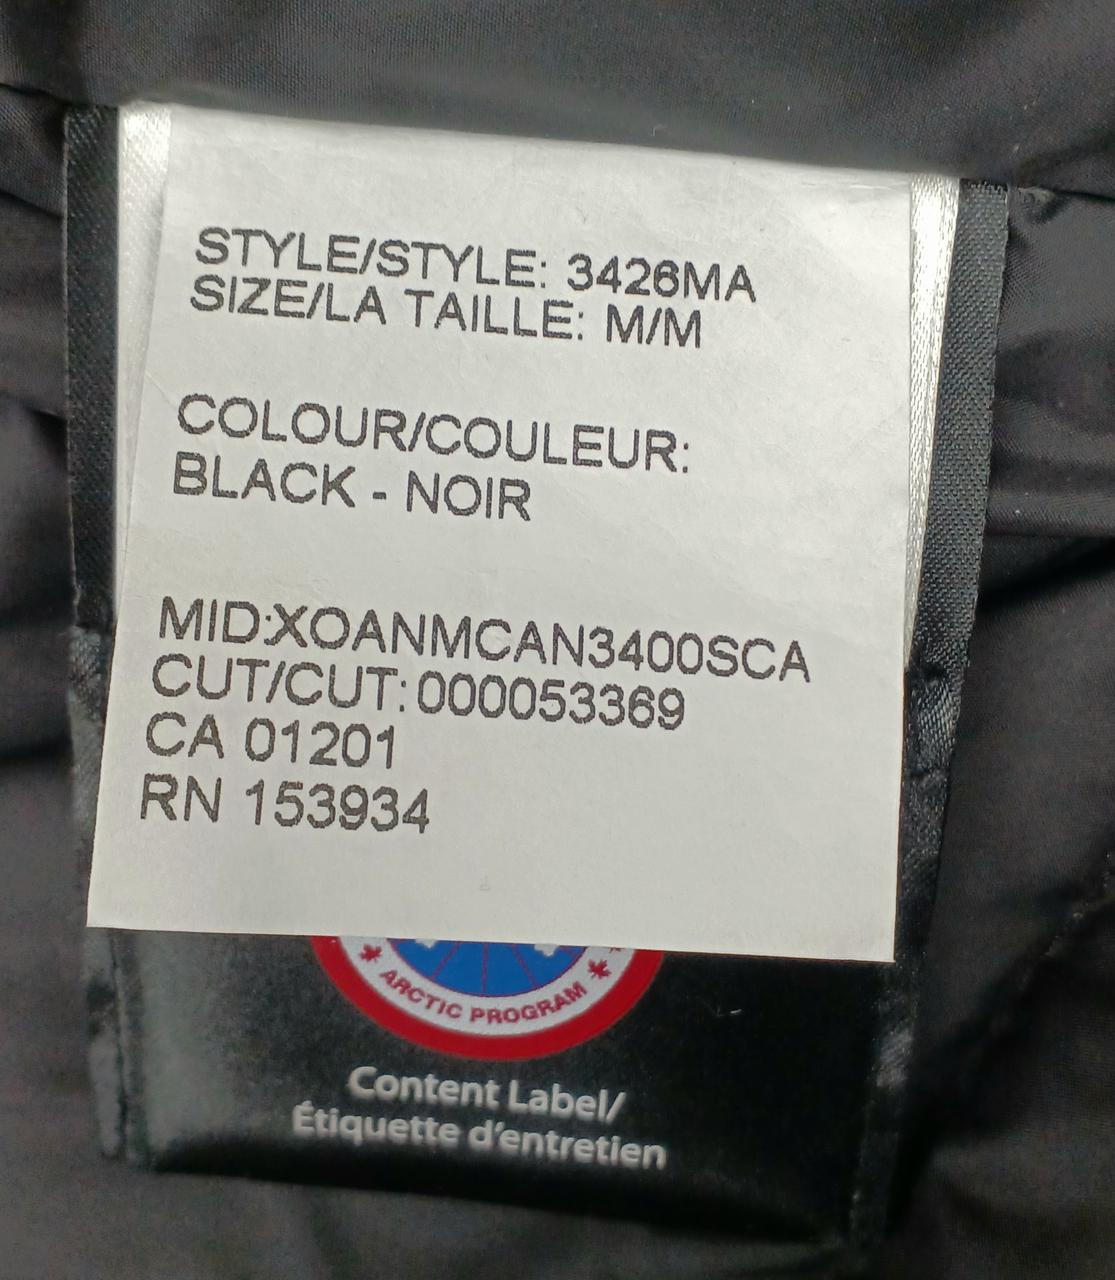 STYLE/STYLE: 3426MA
SIZE/LA TAILLE: M/M
COLOUR/COULEUR:
BLACK - NOIR
MID:XOANMCAN3400SCA
CUT/CUT: 000053369
CA 01201
RN 153934
ARCTIC PROGRAM
Content Label/
Étiquette d'entretien